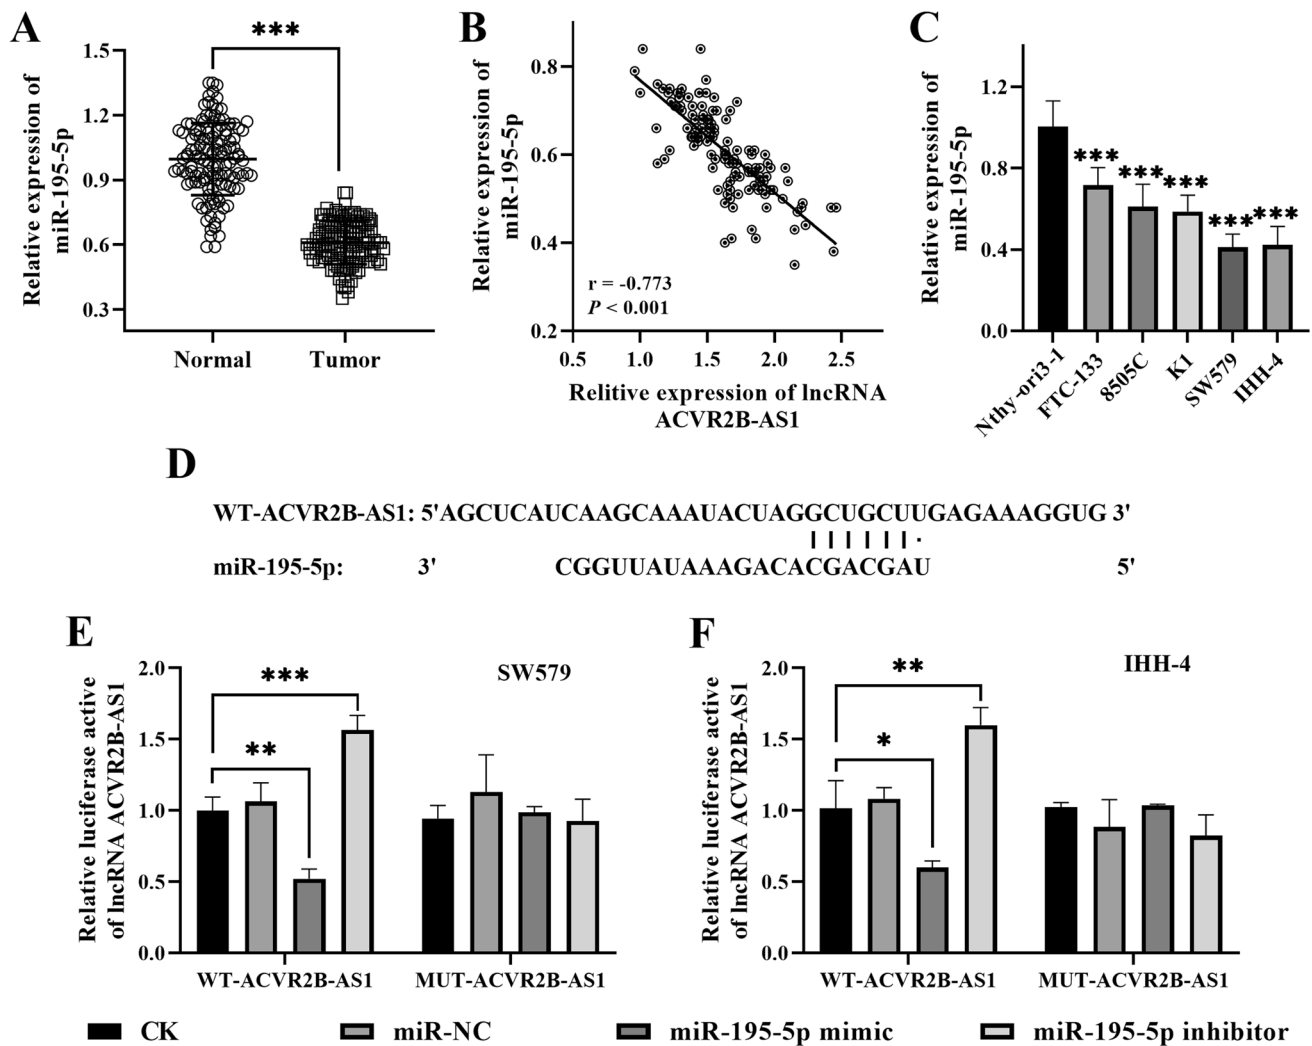 A
Relative expression of
miR-195-5p
1.5
1.2
0.9
0.6
0.3
***
Normal
Tumor
B
Relative expression of
miR-195-5p
0.8
0.6
0.4
0.2
r = -0.773
P < 0.001
0.5
1.0
1.5
2.0
2.5
Relitive expression of lncRNA
ACVR2B-AS1
C
Relative expression of
miR-195-5p
1.2
0.8
0.4
0.0
***
***
***
***
***
Nthy-ori3-1
FTC-133
8505C
K1
SW579
IHH-4
D
WT-ACVR2B-AS1: 5'AGCUCAUCAAGCAAAUACUAGGCUGCUUGAGAAAGGUG 3'
miR-195-5p: 3' CGGUUAUAAAGACACGACGAU 5'
E
Relative luciferase active
of lncRNA ACVR2B-AS1
2.0
1.5
1.0
0.5
0.0
SW579
***
**
WT-ACVR2B-AS1
MUT-ACVR2B-AS1
F
Relative luciferase active
of lncRNA ACVR2B-AS1
2.0
1.5
1.0
0.5
0.0
IHH-4
**
*
WT-ACVR2B-AS1
MUT-ACVR2B-AS1
CK
miR-NC
miR-195-5p mimic
miR-195-5p inhibitor